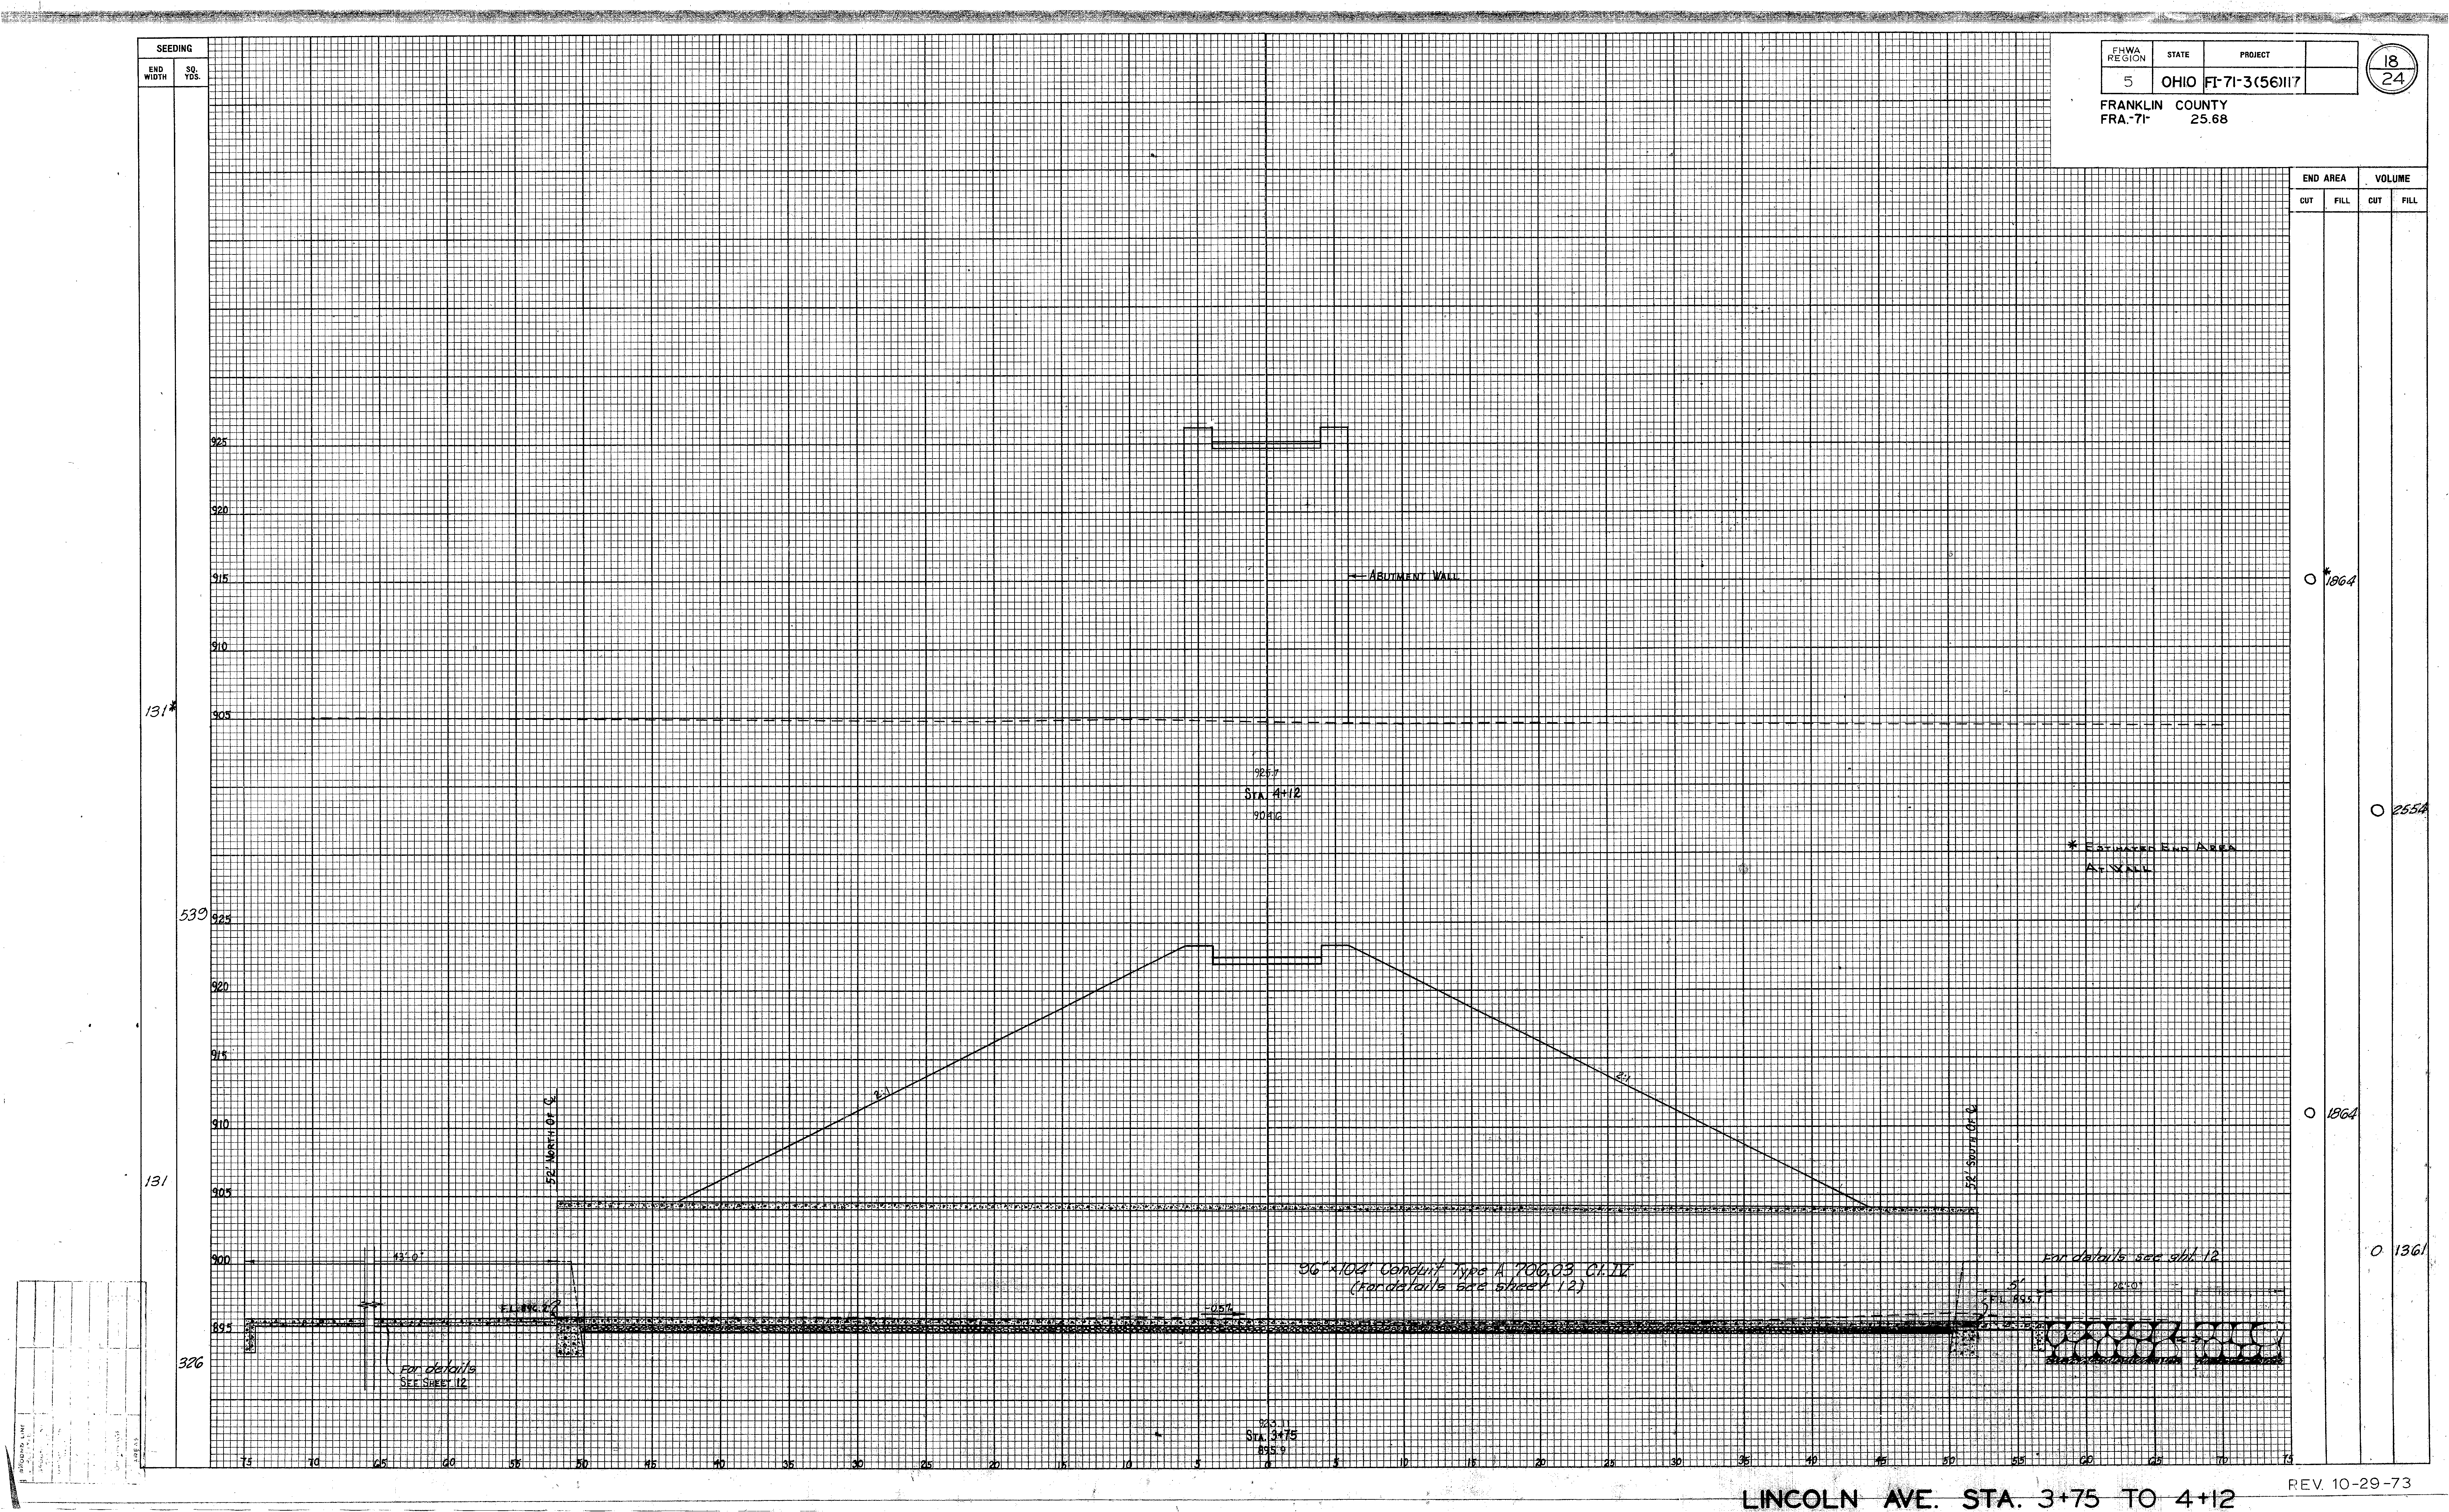 SEEDING
END WIDTH
SQ. YDS.
FHWA REGION
STATE
PROJECT
5
OHIO
FI-71-3(56)117
18
24
FRANKLIN COUNTY
FRA.-71- 25.68
END AREA
VOLUME
CUT
FILL
CUT
FILL
925
920
915
← ABUTMENT WALL
O
*1864
910
131*
905
925.7
STA. 4+12
904.6
O
2554
* ESTIMATED END AREA
AT WALL
539
925
920
915
2:1
2:1
910
52' NORTH OF ℄
52' SOUTH OF ℄
O
1864
131
905
900
43'-0"
96"x104' Conduit Type A 706.03 Cl. IV
(For details see sheet 12)
For details see sht. 12
O
1361
5'
26'-0"
F.L. 895.7
-0.5%
895
326
For details
SEE SHEET 12
923.11
STA. 3+75
895.9
75 70 65 60 55 50 45 40 35 30 25 20 15 10 5 0 5 10 15 20 25 30 35 40 45 50 55 60 65 70 75
REV. 10-29-73
LINCOLN AVE. STA. 3+75 TO 4+12